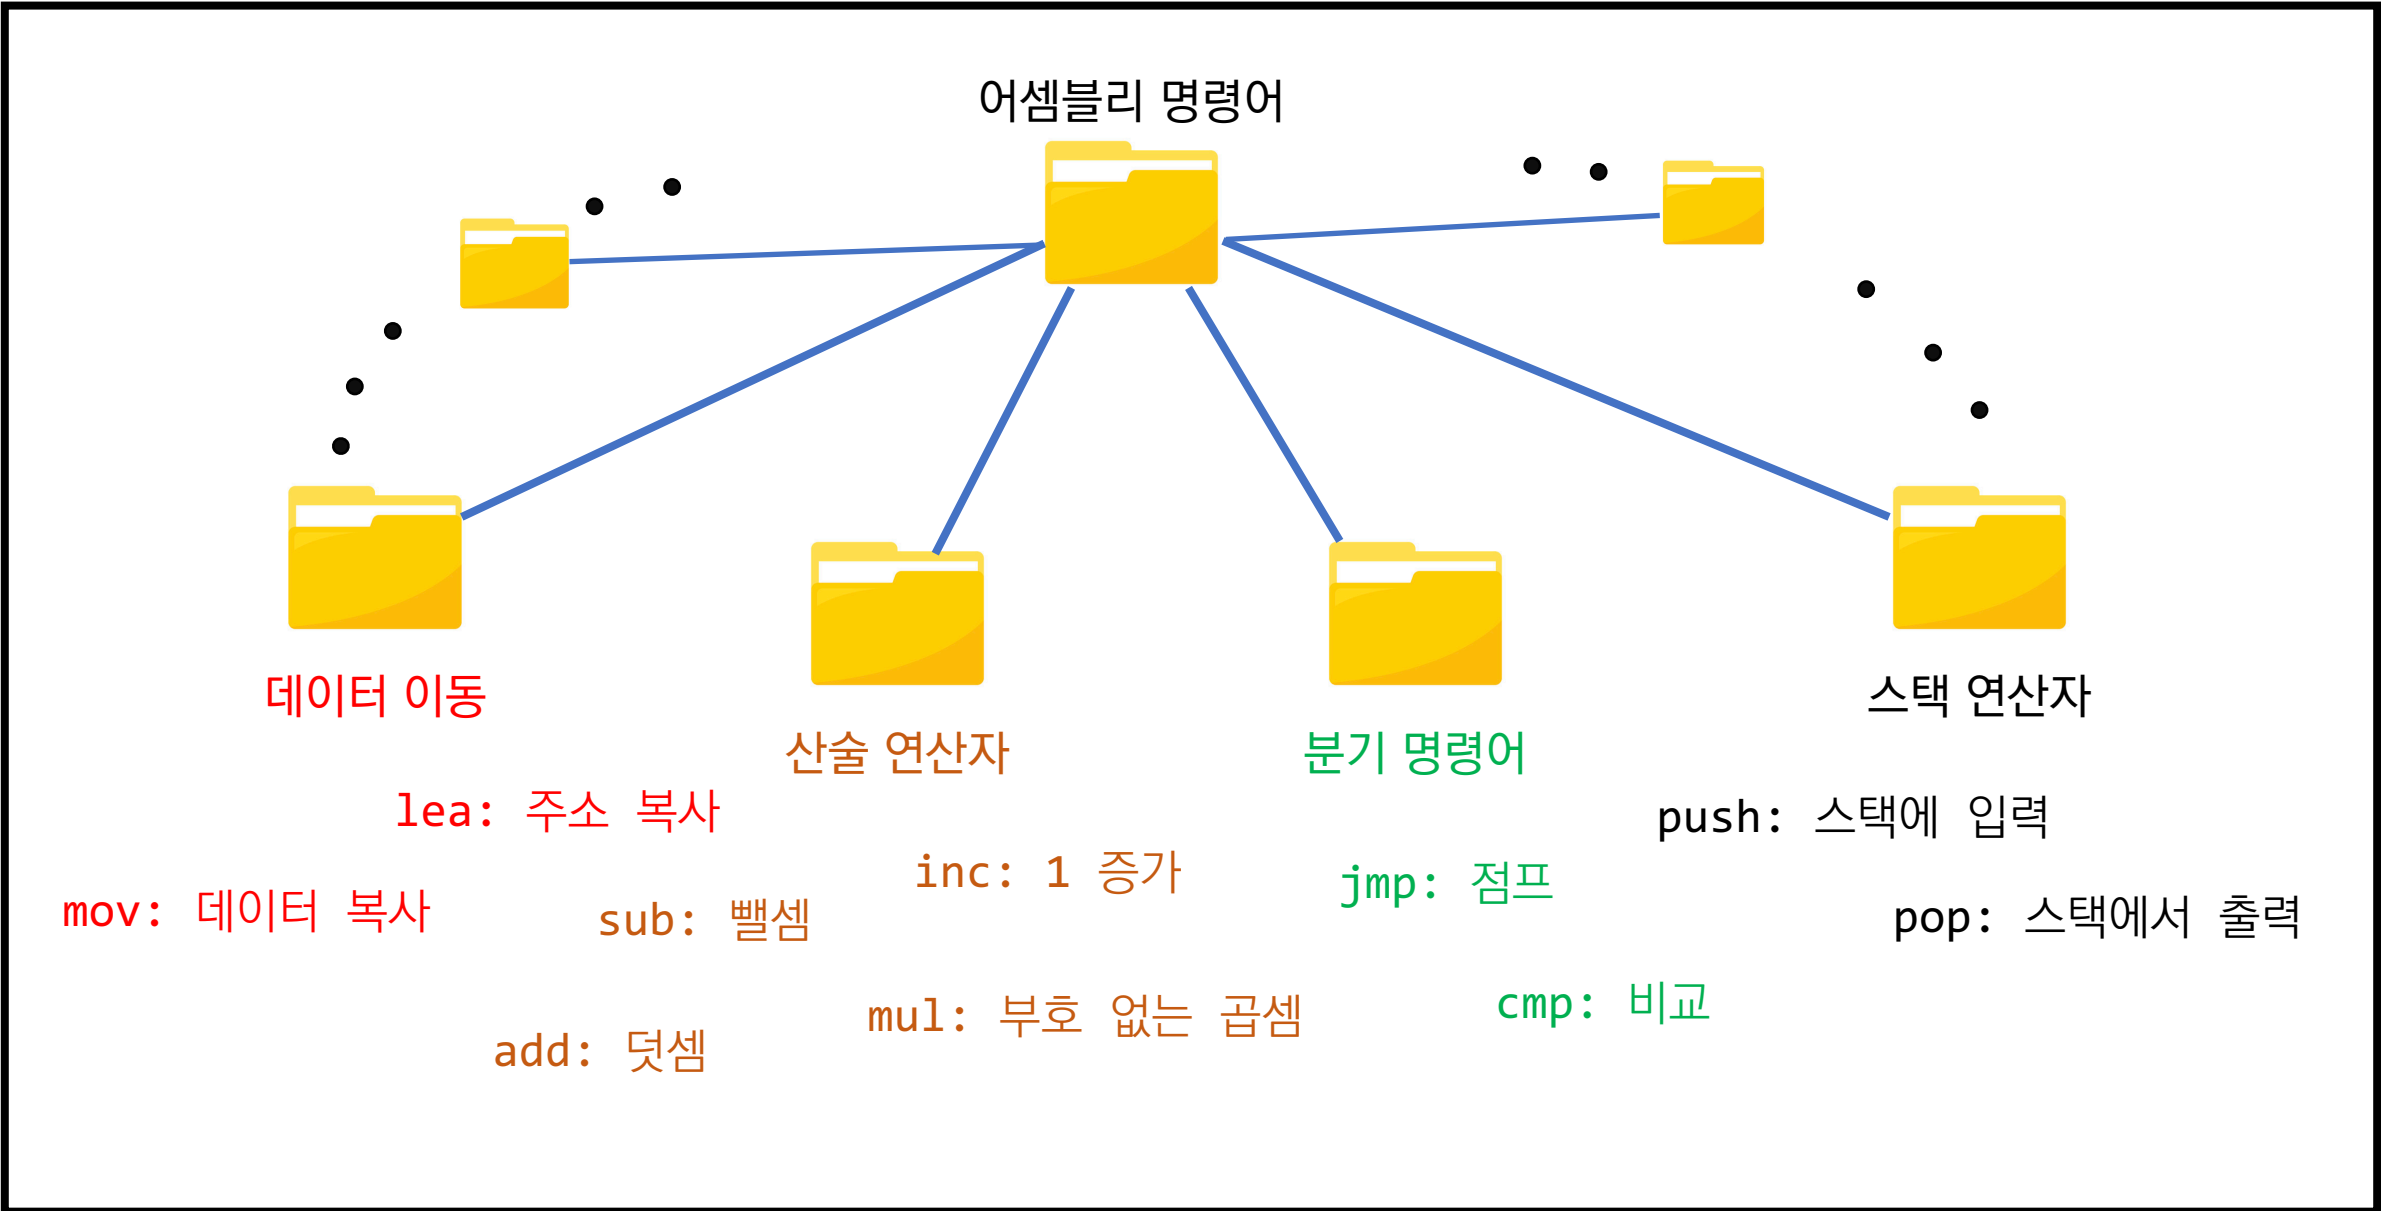 어셈블리 명령어
데이터 이동
lea: 주소 복사
mov: 데이터 복사
산술 연산자
inc: 1 증가
sub: 뺄셈
mul: 부호 없는 곱셈
add: 덧셈
분기 명령어
jmp: 점프
cmp: 비교
스택 연산자
push: 스택에 입력
pop: 스택에서 출력